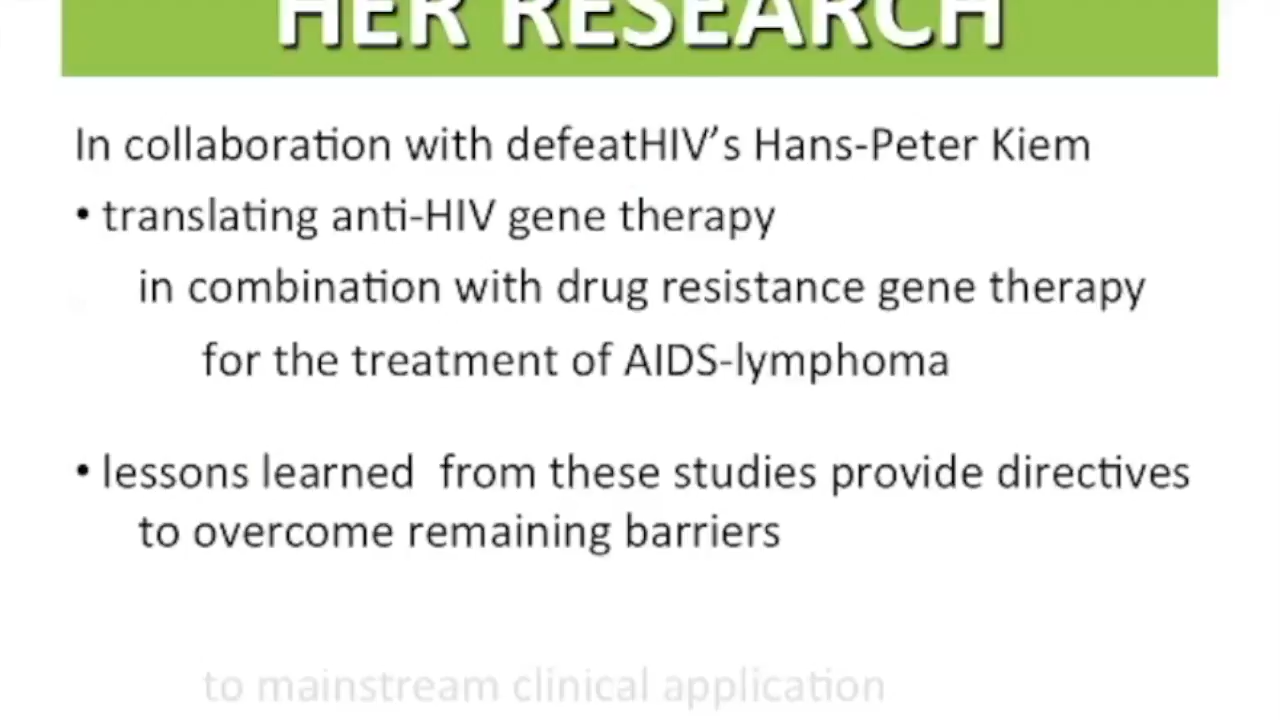 HER RESEARCH
In collaboration with defeatHIV’s Hans-Peter Kiem
• translating anti-HIV gene therapy
in combination with drug resistance gene therapy
for the treatment of AIDS-lymphoma
• lessons learned  from these studies provide directives
to overcome remaining barriers
to mainstream clinical application